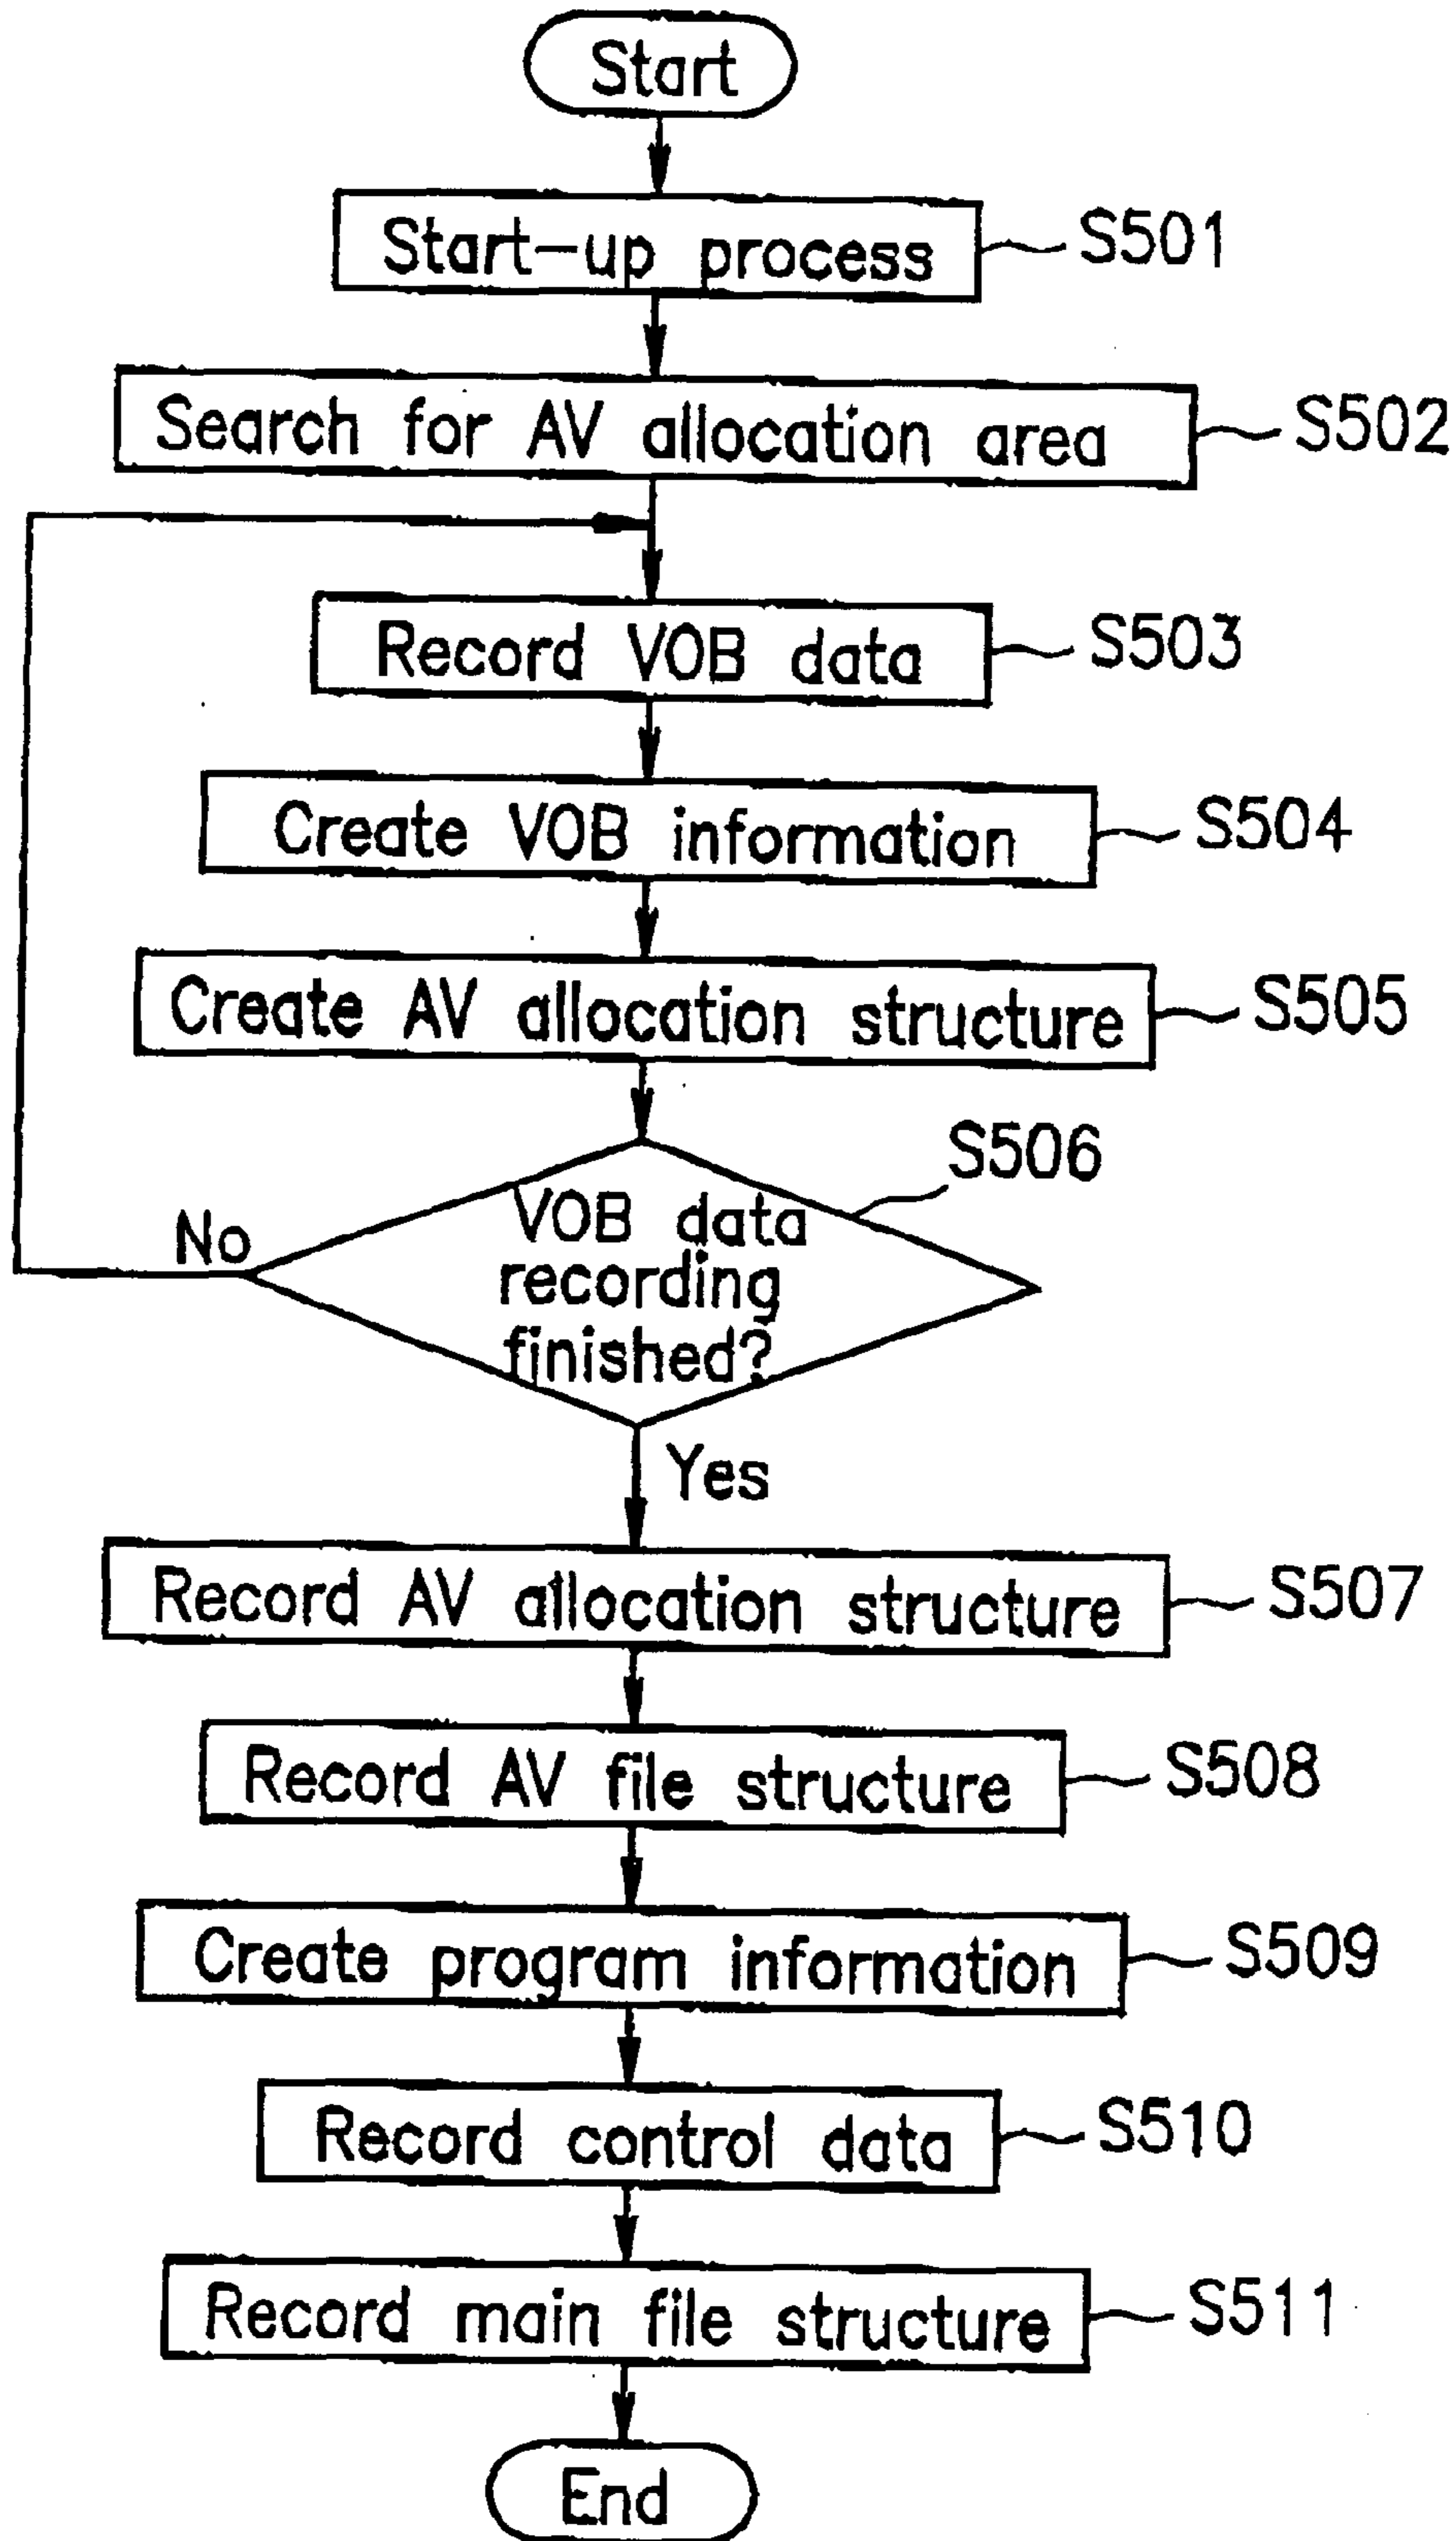 Start
Start-up process
S501
Search for AV allocation area
S502
Record VOB data
S503
Create VOB information
S504
Create AV allocation structure
S505
S506
VOB data
recording
finished?
No
Yes
Record AV allocation structure
S507
Record AV file structure
S508
Create program information
S509
Record control data
S510
Record main file structure
S511
End